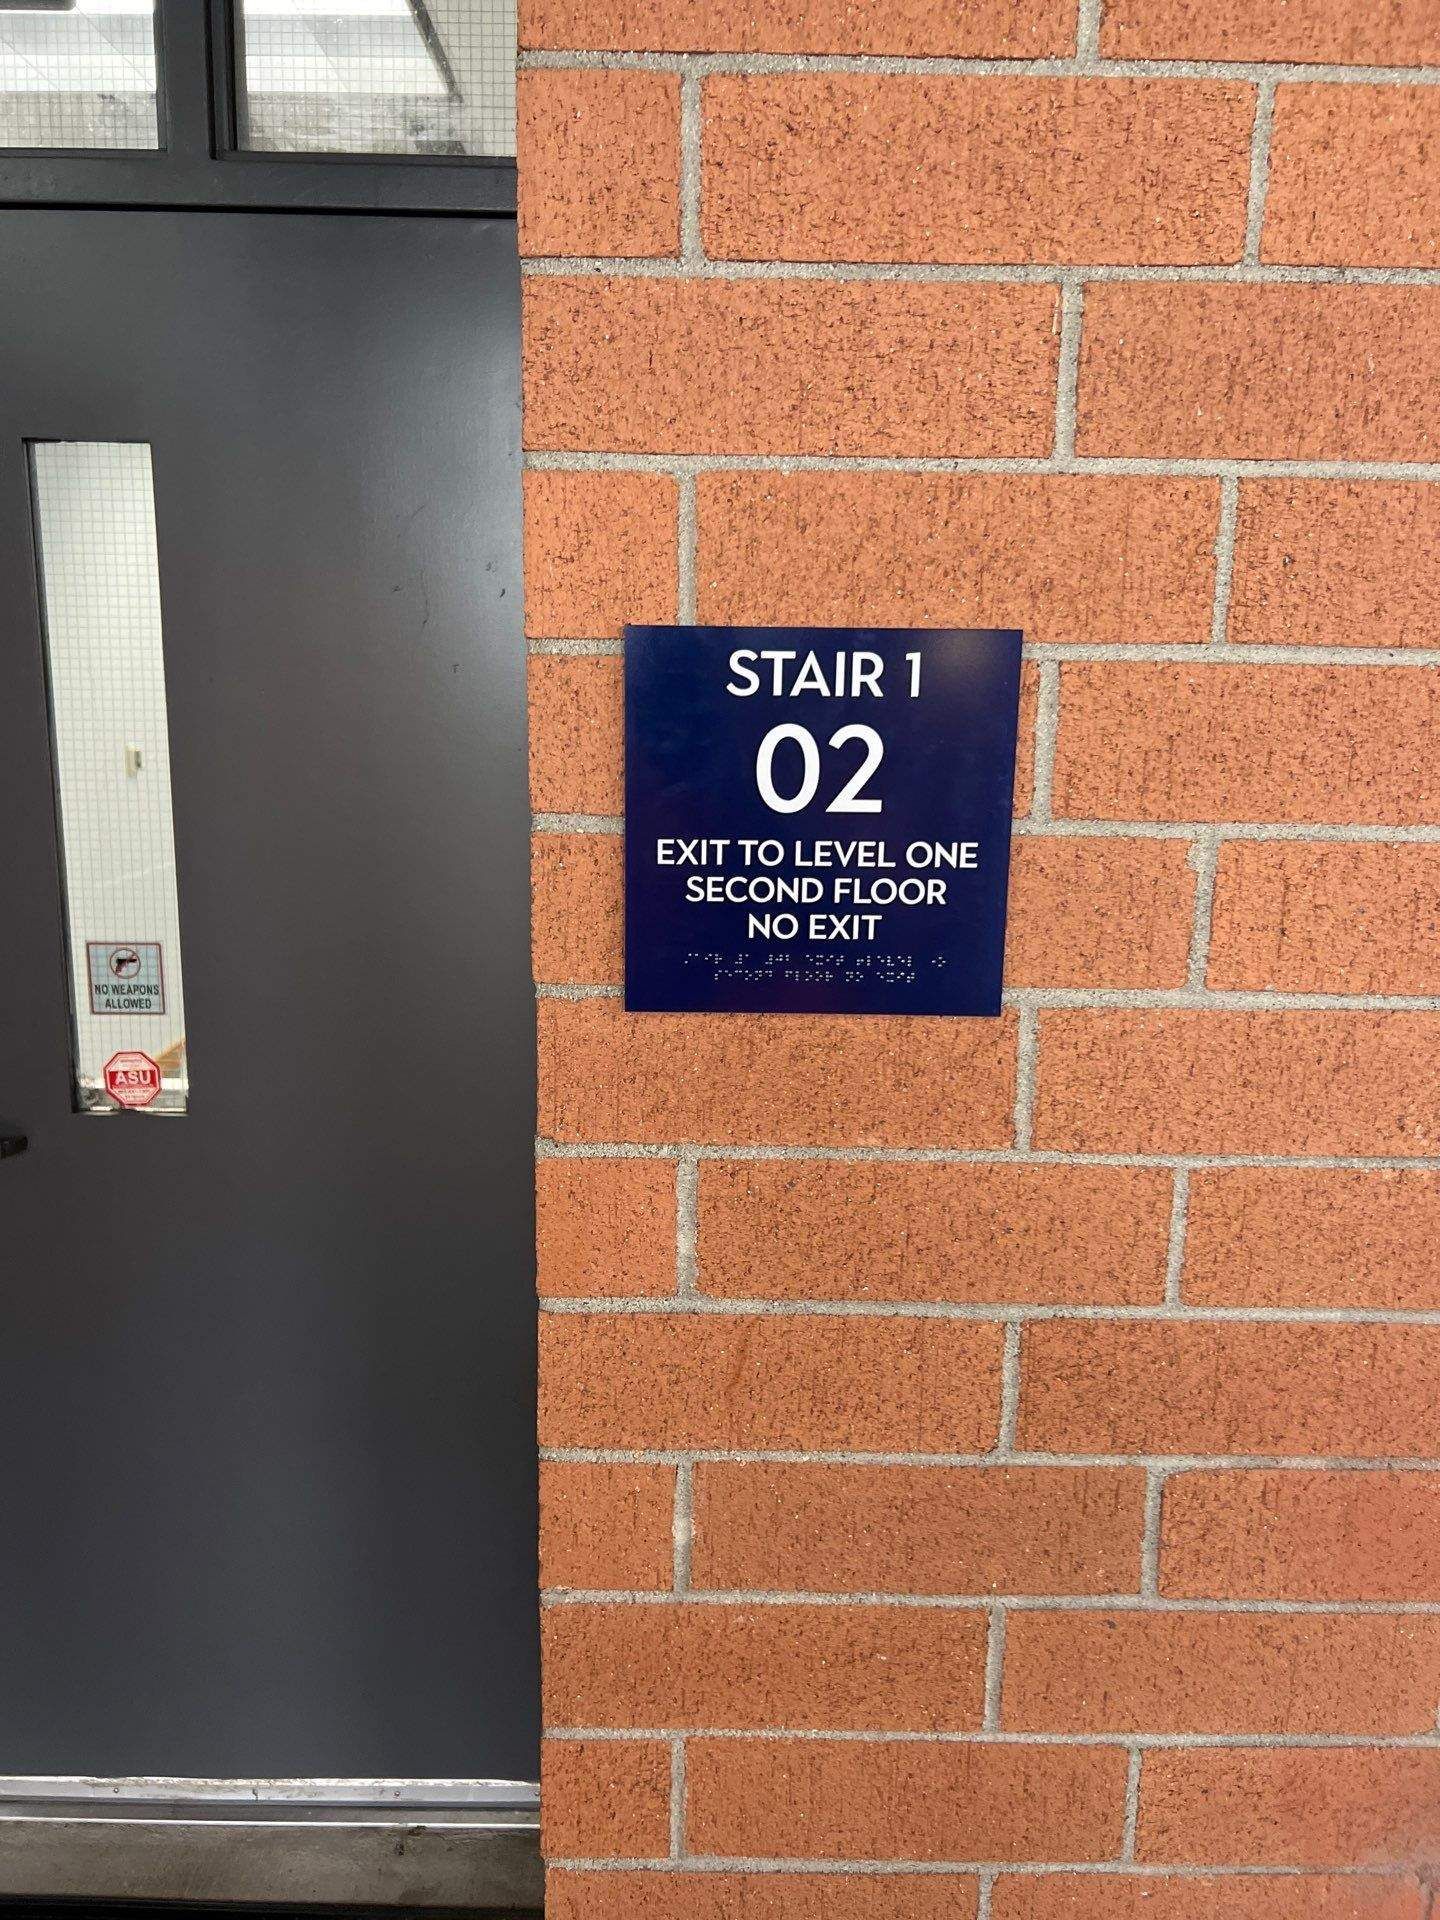 STAIR 1
02
EXIT TO LEVEL ONE
SECOND FLOOR
NO EXIT
NO WEAPONS
ALLOWED
ASU